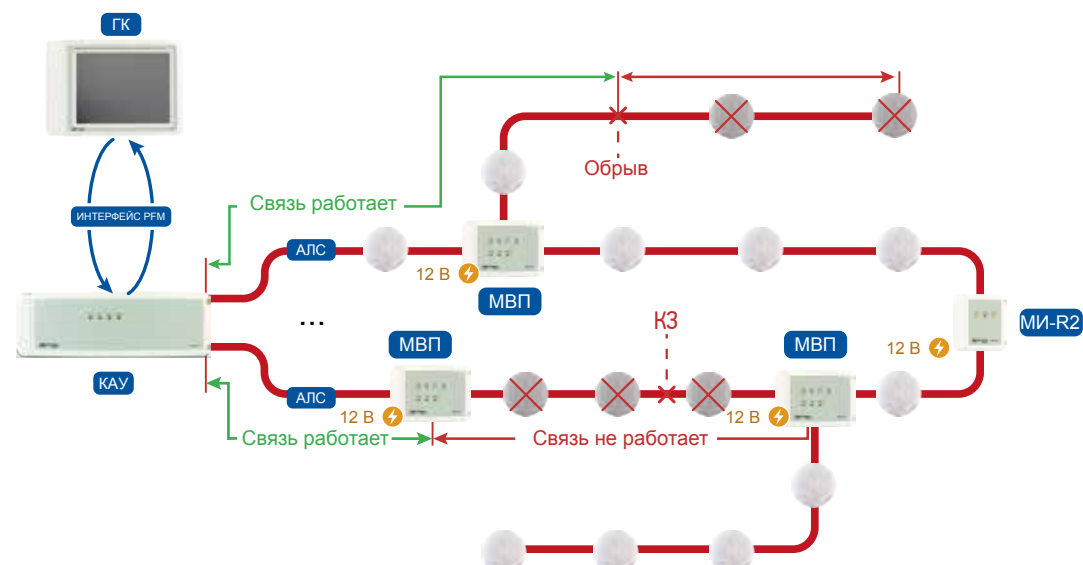 ГК
Обрыв
ИНТЕРФЕЙС PFM
Связь работает
АЛС
12 В
МВП
...
КЗ
МИ-R2
МВП
МВП
12 В
КАУ
АЛС
12 В
12 В
Связь работает
Связь не работает